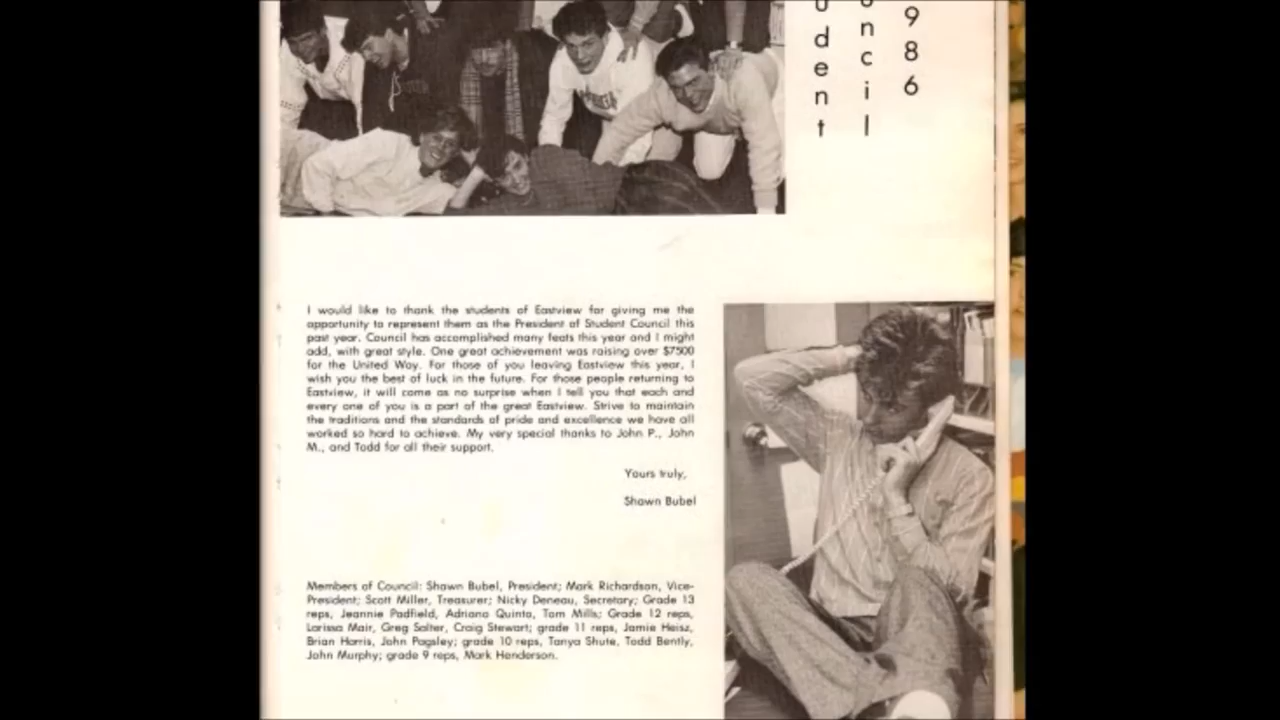 udent
uncil
986
I would like to thank the students of Eastview for giving me the
opportunity to represent them as the President of Student Council this
past year. Council has accomplished many feats this year and I might
add, with great style. One great achievement was raising over $7500
for the United Way. For those of you leaving Eastview this year, I
wish you the best of luck in the future. For those people returning to
Eastview, it will come as no surprise when I tell you that each and
every one of you is a part of the great Eastview. Strive to maintain
the traditions and the standards of pride and excellence we have all
worked so hard to achieve. My very special thanks to John P., John
M., and Todd for all their support.
Yours truly,
Shawn Bubel
Members of Council: Shawn Bubel, President; Mark Richardson, Vice-
President; Scott Miller, Treasurer; Nicky Deneau, Secretary; Grade 13
reps, Jeannie Padfield, Adriana Quinto, Tom Mills; Grade 12 reps,
Larissa Mair, Greg Salter, Craig Stewart; grade 11 reps, Jamie Heisz,
Brian Harris, John Pagsley; grade 10 reps, Tanya Shute, Todd Bently,
John Murphy; grade 9 reps, Mark Henderson.